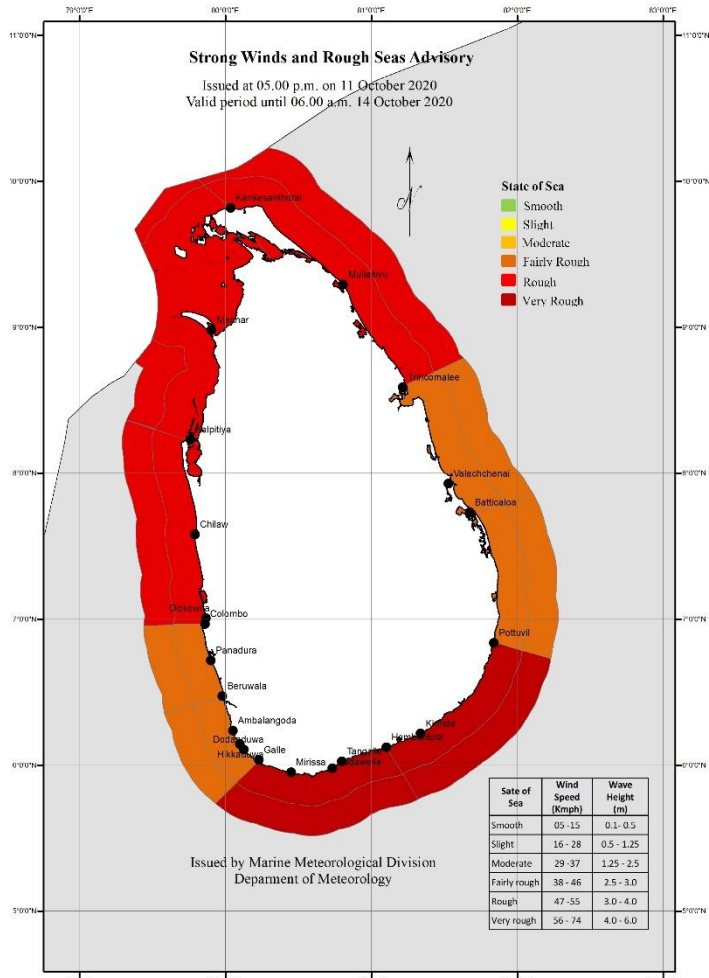 79°0'0"E 80°0'0"E 81°0'0"E 82°0'0"E 83°0'0"E
11°0'0"N 11°0'0"N
Strong Winds and Rough Seas Advisory
Issued at 05.00 p.m. on 11 October 2020
Valid period until 06.00 a.m. 14 October 2020
N
10°0'0"N 10°0'0"N
State of Sea
Smooth
Slight
Moderate
Fairly Rough
Rough
Very Rough
Kankesanthurai
Mullaitivu
9°0'0"N 9°0'0"N
Mannar
Trincomalee
Kalpitiya
8°0'0"N 8°0'0"N
Valachchenai
Batticaloa
Chilaw
7°0'0"N 7°0'0"N
Colombo
Pottuvil
Panadura
Beruwala
Ambalangoda
Dodanduwa
Hikkaduwa
Galle
Mirissa
Tangalle
Hambantota
Kirinda
6°0'0"N 6°0'0"N
Sate of Sea Wind Speed (Kmph) Wave Height (m)
Smooth 05 -15 0.1- 0.5
Slight 16 - 28 0.5 - 1.25
Moderate 29 -37 1.25 - 2.5
Fairly rough 38 - 46 2.5 - 3.0
Rough 47 -55 3.0 - 4.0
Very rough 56 - 74 4.0 - 6.0
Issued by Marine Meteorological Division
Deparment of Meteorology
5°0'0"N 5°0'0"N